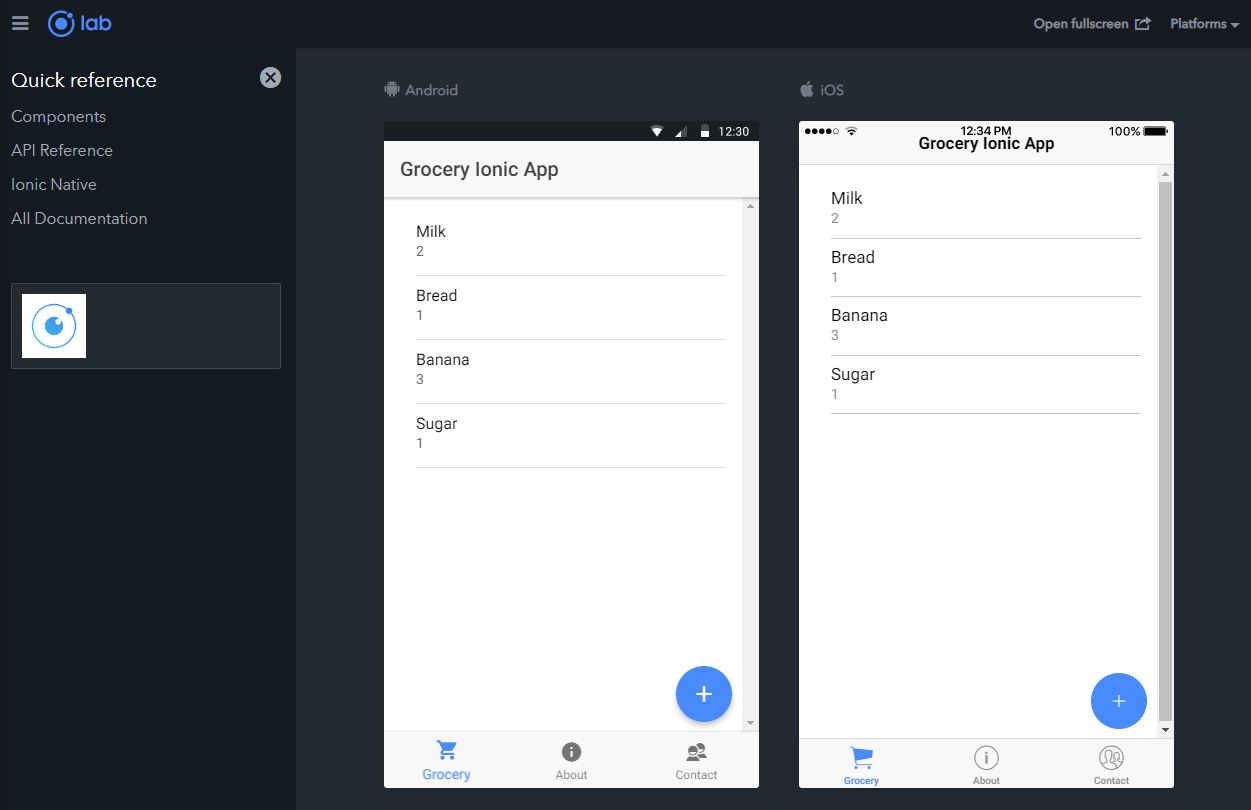 lab
Open fullscreen
Platforms
Quick reference
Components
API Reference
Ionic Native
All Documentation
Android
12:30
Grocery Ionic App
Milk
2
Bread
1
Banana
3
Sugar
1
+
Grocery
About
Contact
iOS
12:34 PM
100%
Grocery Ionic App
Milk
2
Bread
1
Banana
3
Sugar
1
+
Grocery
About
Contact